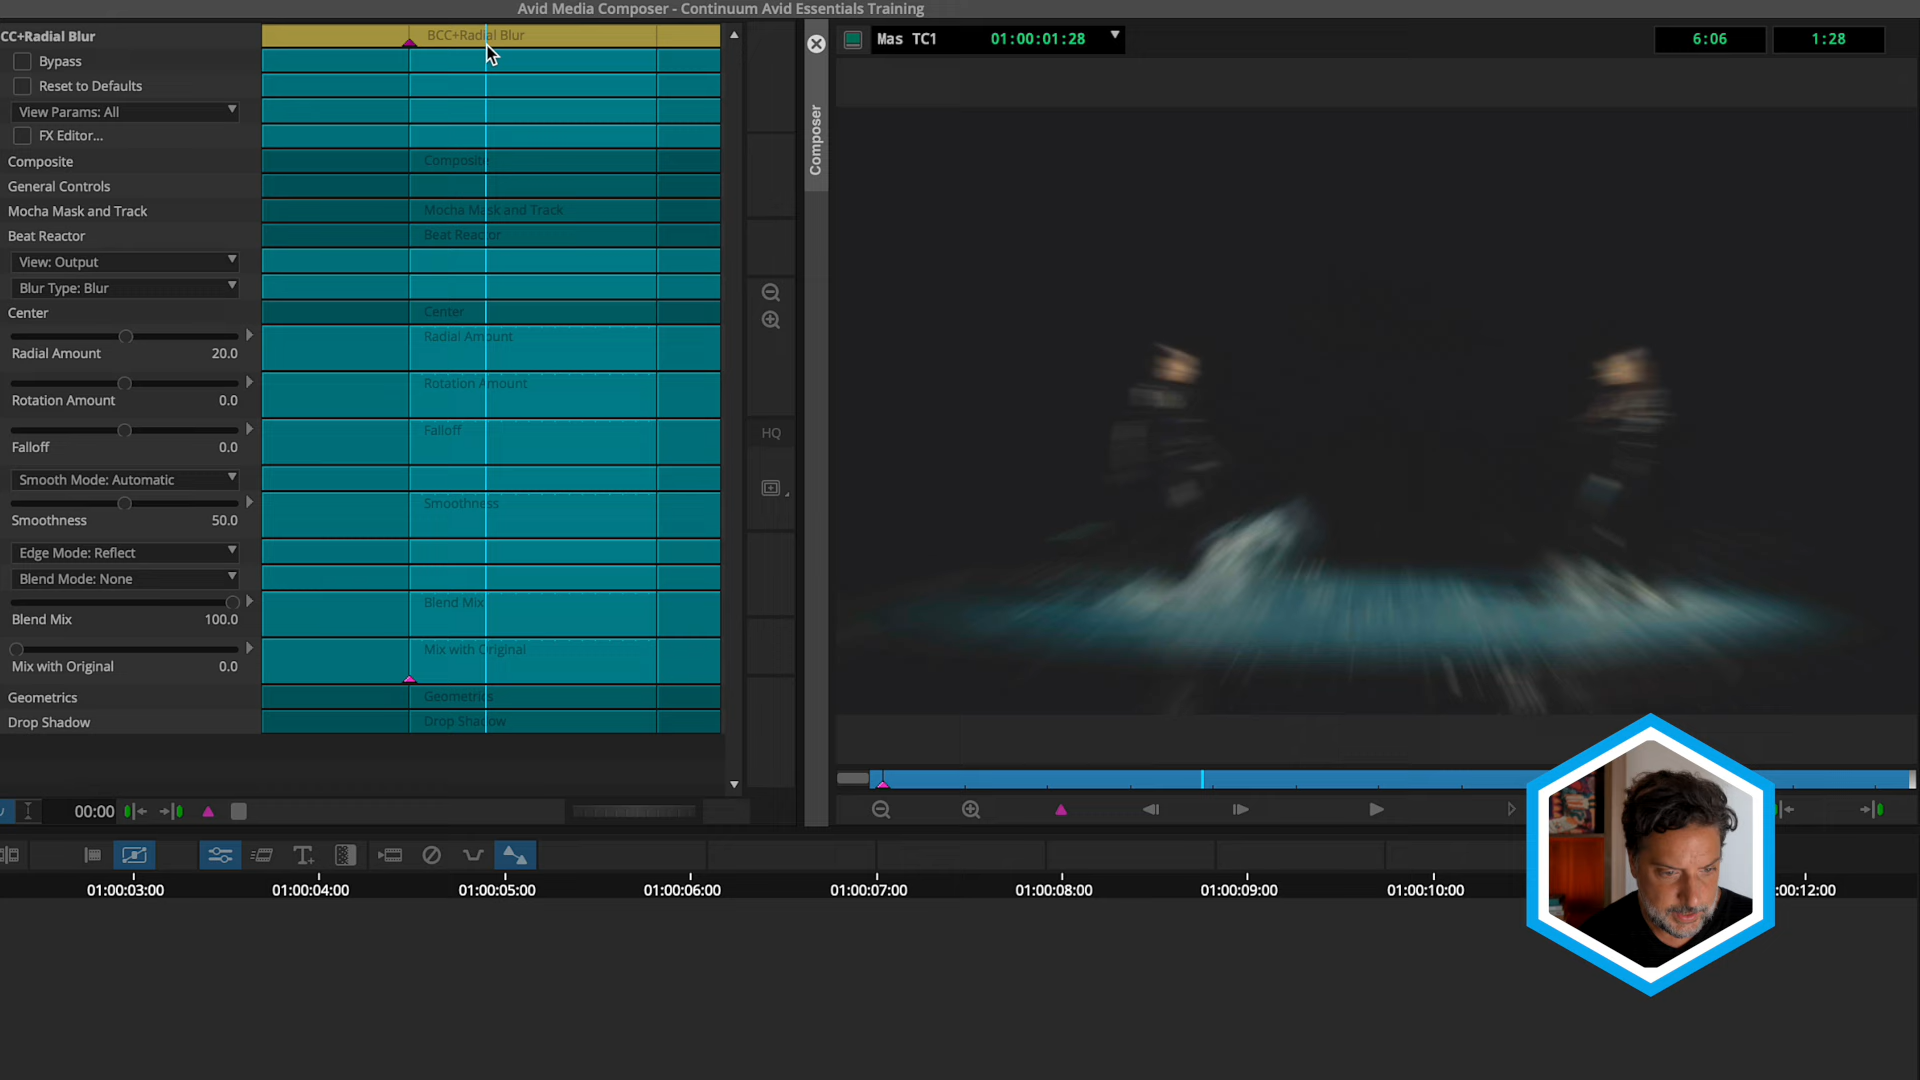 Avid Media Composer - Continuum Avid Essentials Training
CC+Radial Blur
Bypass
Reset to Defaults
View Params: All
FX Editor...
Composite
General Controls
Mocha Mask and Track
Beat Reactor
View: Output
Blur Type: Blur
Center
Radial Amount 20.0
Rotation Amount 0.0
Falloff 0.0
Smooth Mode: Automatic
Smoothness 50.0
Edge Mode: Reflect
Blend Mode: None
Blend Mix 100.0
Mix with Original 0.0
Geometrics
Drop Shadow
BCC+Radial Blur
Composite
Mocha Mask and Track
Beat Reactor
Center
Radial Amount
Rotation Amount
Falloff
Smoothness
Blend Mix
Mix with Original
Geometrics
Drop Shadow
HQ
Composer
Mas TC1 01:00:01:28 6:06 1:28
00:00
01:00:03:00 01:00:04:00 01:00:05:00 01:00:06:00 01:00:07:00 01:00:08:00 01:00:09:00 01:00:10:00 :00:12:00